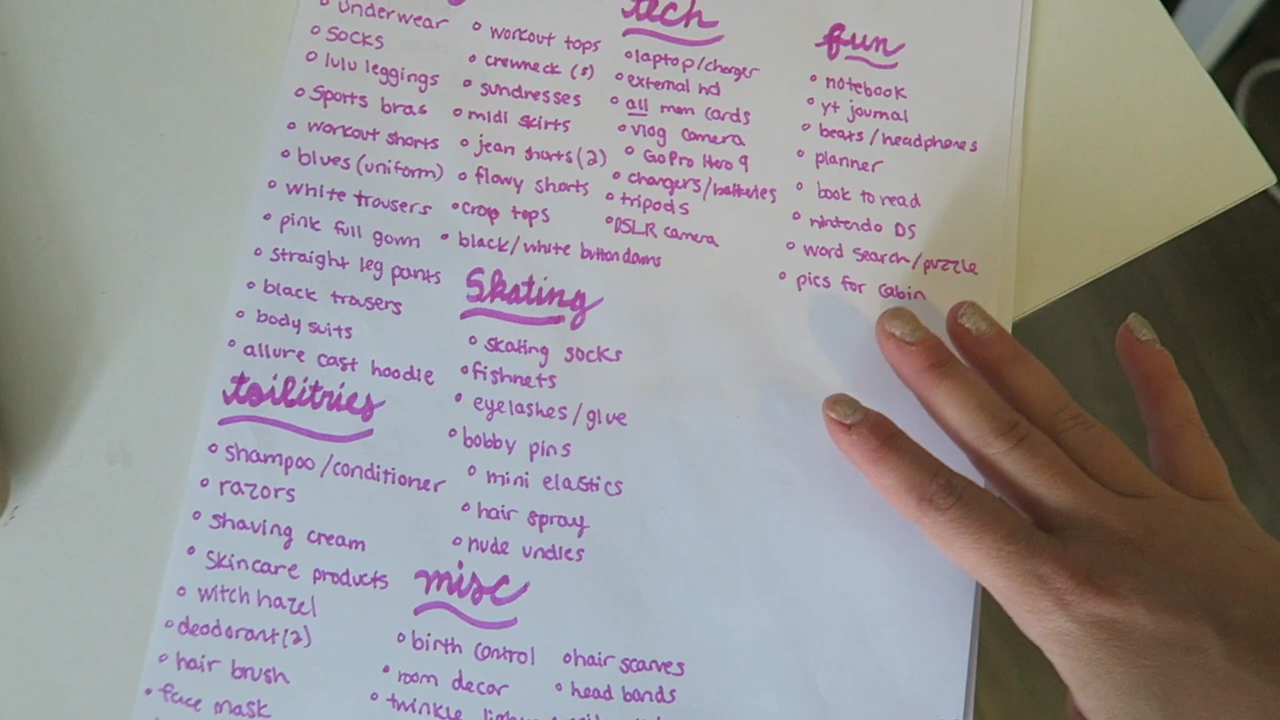 underwear
socks
lulu leggings
sports bras
workout shorts
blues (uniform)
white trousers
pink full gown
straight leg pants
black trousers
body suits
allure cast hoodie
workout tops
crewneck (s)
sundresses
midi skirts
jean shorts (2)
flowy shorts
crop tops
black/white button downs
tech
laptop/charger
external hd
all mem cards
vlog camera
GoPro Hero 9
chargers/batteries
tripods
DSLR camera
fun
notebook
yt journal
beats/headphones
planner
book to read
nintendo DS
word search/puzzle
pics for cabin
toilitries
shampoo/conditioner
razors
shaving cream
skincare products
witch hazel
deodorant (2)
hair brush
face mask
Skating
skating socks
fishnets
eyelashes/glue
bobby pins
mini elastics
hair spray
nude undies
misc
birth control
room decor
twinkle
hair scarves
head bands